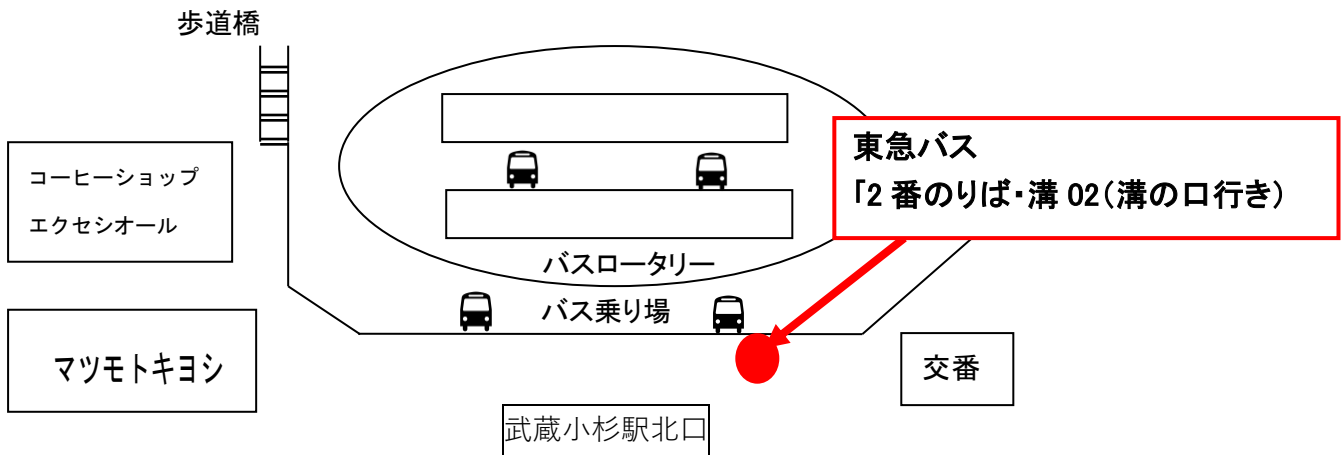 歩道橋
東急バス
「2 番のりば・溝 02(溝の口行き)
コーヒーショップ
エクセシオール
バスロータリー
バス乗り場
マツモトキヨシ
交番
武蔵小杉駅北口